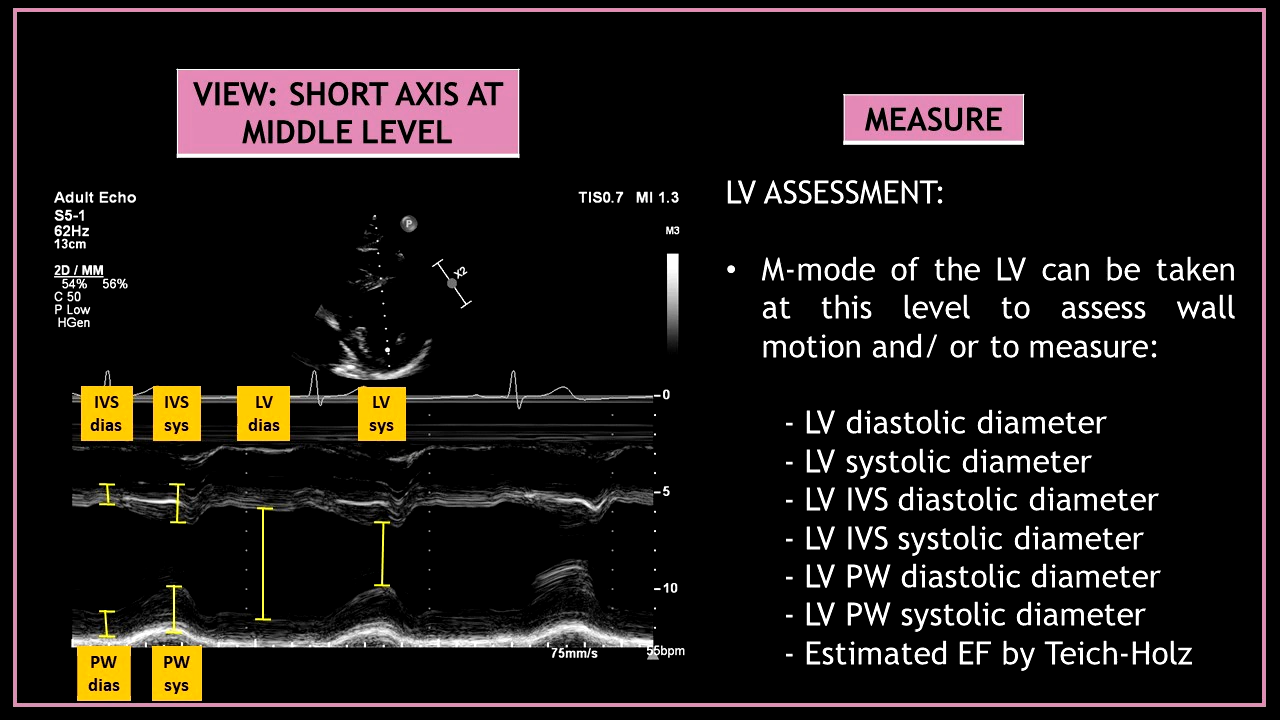 VIEW: SHORT AXIS AT
MIDDLE LEVEL
MEASURE
Adult Echo
S5-1
62Hz
13cm
2D / MM
54% 56%
C 50
P Low
HGen
TIS0.7 MI 1.3
M3
P
X2
IVS
dias
IVS
sys
LV
dias
LV
sys
0
5
10
PW
dias
PW
sys
75mm/s
55bpm
LV ASSESSMENT:
• M-mode of the LV can be taken
at this level to assess wall
motion and/ or to measure:
- LV diastolic diameter
- LV systolic diameter
- LV IVS diastolic diameter
- LV IVS systolic diameter
- LV PW diastolic diameter
- LV PW systolic diameter
- Estimated EF by Teich-Holz